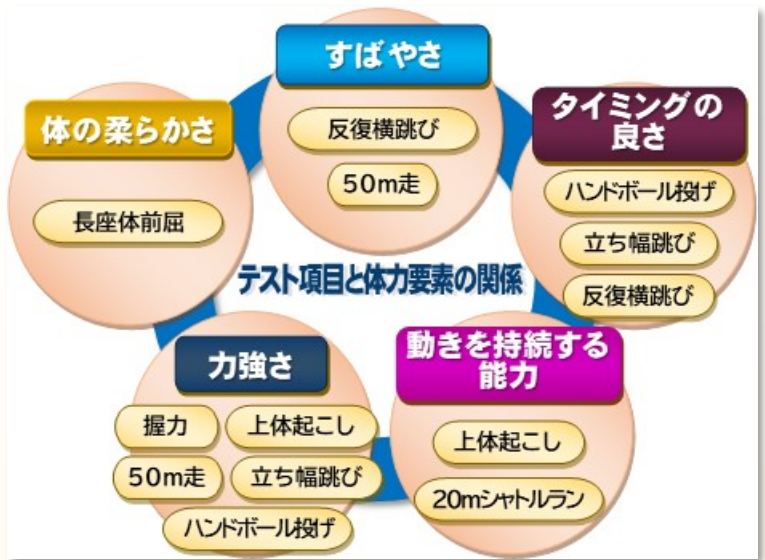 すばやさ
反復横跳び
50m走
体の柔らかさ
長座体前屈
タイミングの
良さ
ハンドボール投げ
立ち幅跳び
反復横跳び
テスト項目と体力要素の関係
力強さ
握力
上体起こし
50m走
立ち幅跳び
ハンドボール投げ
動きを持続する
能力
上体起こし
20mシャトルラン